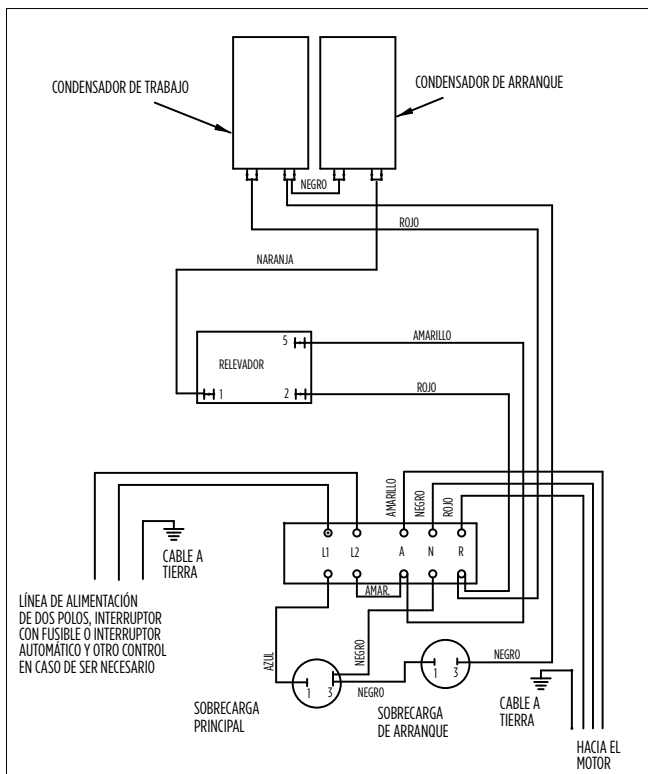 CONDENSADOR DE TRABAJO
CONDENSADOR DE ARRANQUE
NEGRO
ROJO
NARANJA
5
AMARILLO
RELEVADOR
1
2
ROJO
AMARILLO
NEGRO
ROJO
CABLE A
TIERRA
L1
L2
A
N
R
AMAR.
LÍNEA DE ALIMENTACIÓN
DE DOS POLOS, INTERRUPTOR
CON FUSIBLE O INTERRUPTOR
AUTOMÁTICO Y OTRO CONTROL
EN CASO DE SER NECESARIO
AZUL
NEGRO
1
3
NEGRO
1
3
NEGRO
SOBRECARGA
PRINCIPAL
SOBRECARGA
DE ARRANQUE
CABLE A
TIERRA
HACIA EL
MOTOR